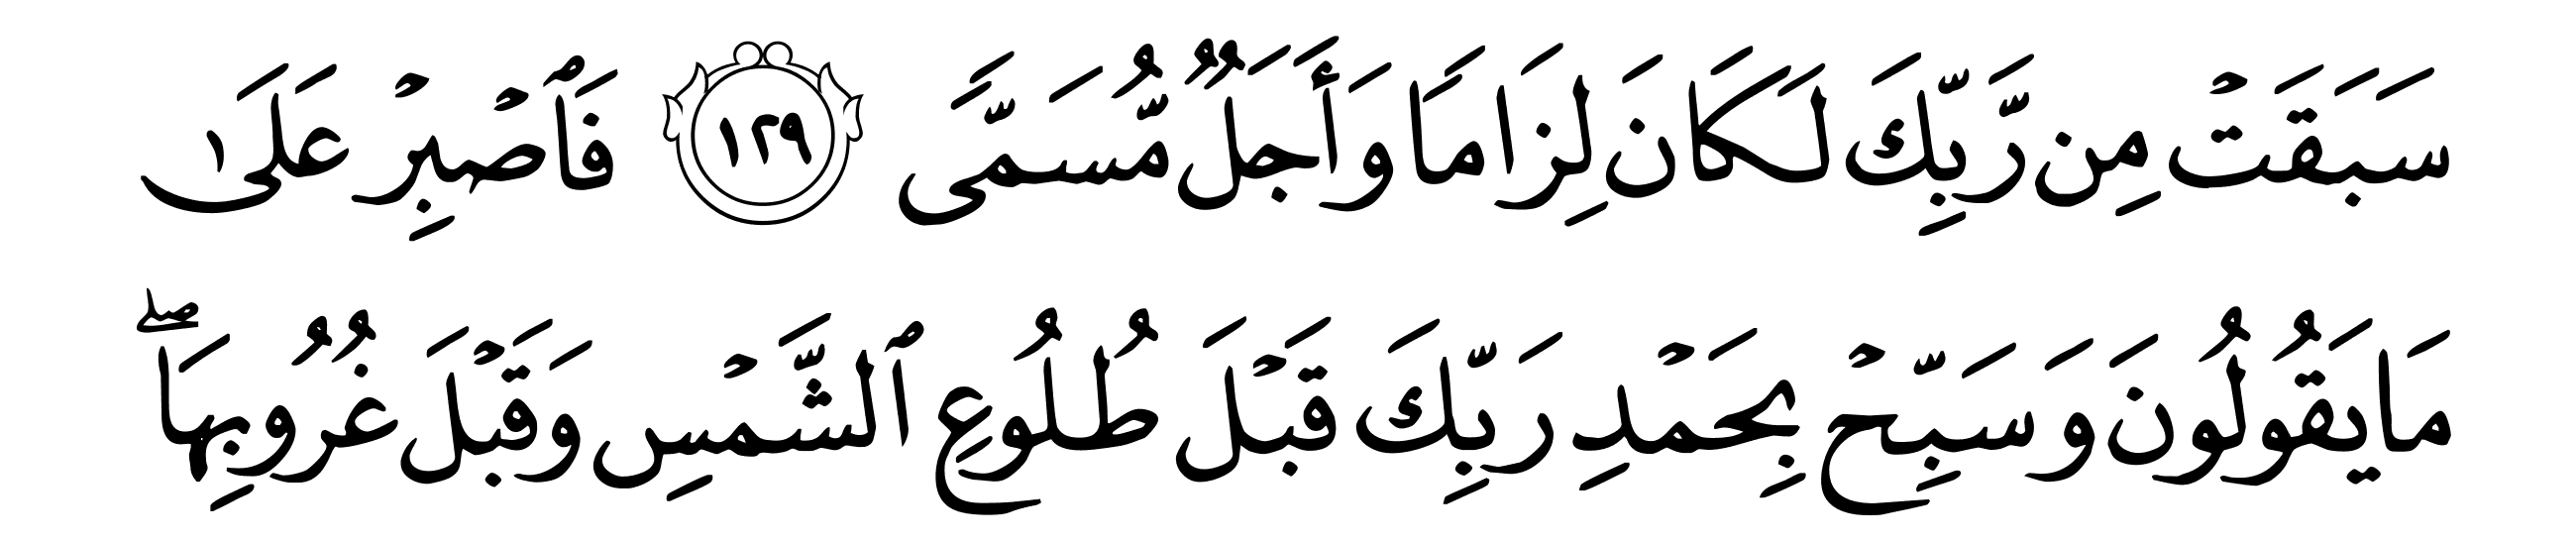 سَبَقَتۡ مِن رَّبِّكَ لَكَانَ لِزَامٗا وَأَجَلٞ مُّسَمّٗى ١٢٩ فَٱصۡبِرۡ عَلَىٰ
مَا يَقُولُونَ وَسَبِّحۡ بِحَمۡدِ رَبِّكَ قَبۡلَ طُلُوعِ ٱلشَّمۡسِ وَقَبۡلَ غُرُوبِهَاۖ